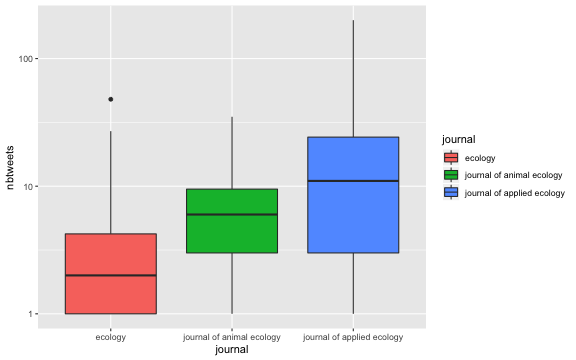 100
10
1
nbtweets
ecology
journal of animal ecology
journal of applied ecology
journal
journal
ecology
journal of animal ecology
journal of applied ecology